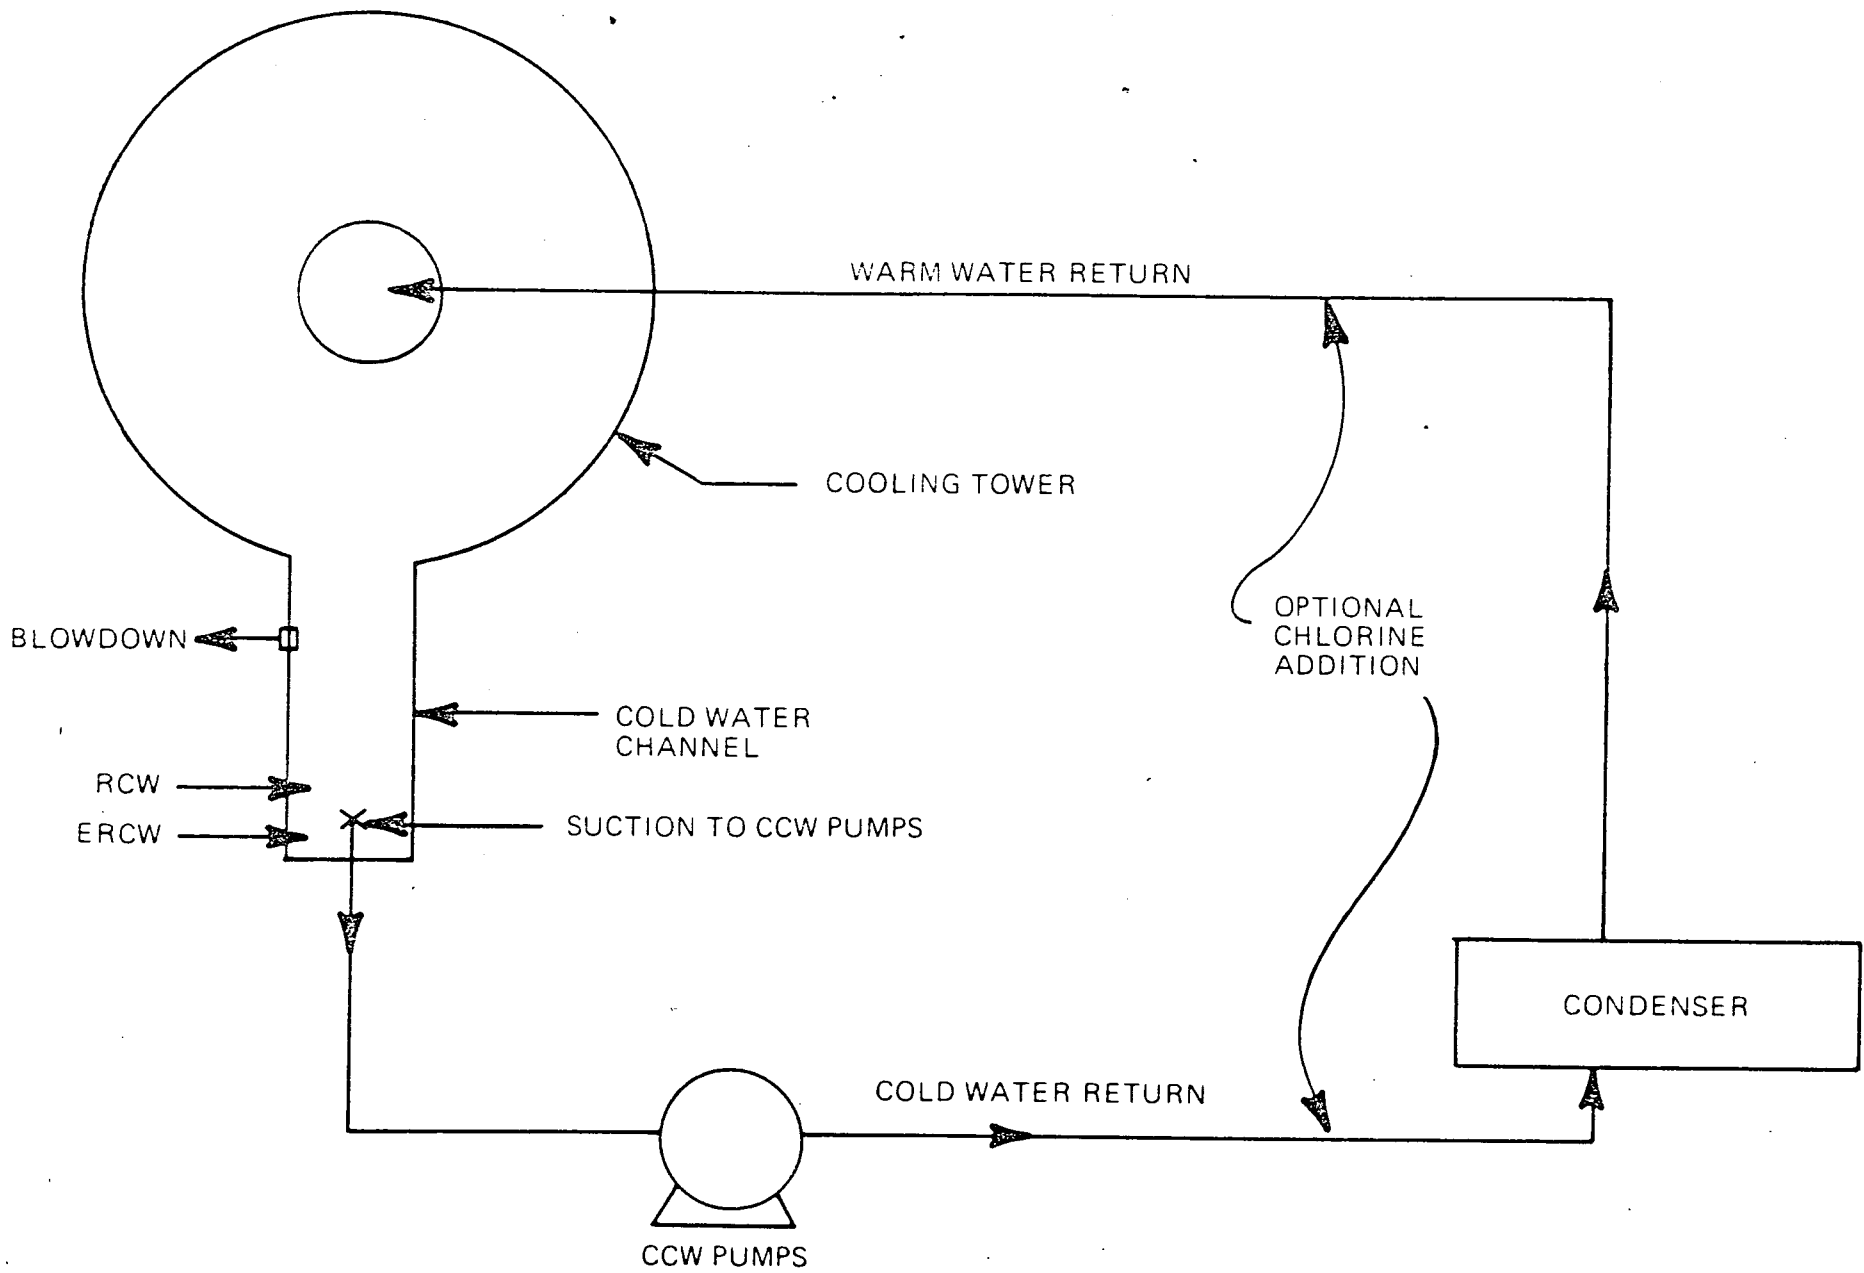 WARM WATER RETURN
COOLING TOWER
OPTIONAL
CHLORINE
ADDITION
BLOWDOWN
COLD WATER
CHANNEL
RCW
ERCW
SUCTION TO CCW PUMPS
CONDENSER
COLD WATER RETURN
CCW PUMPS